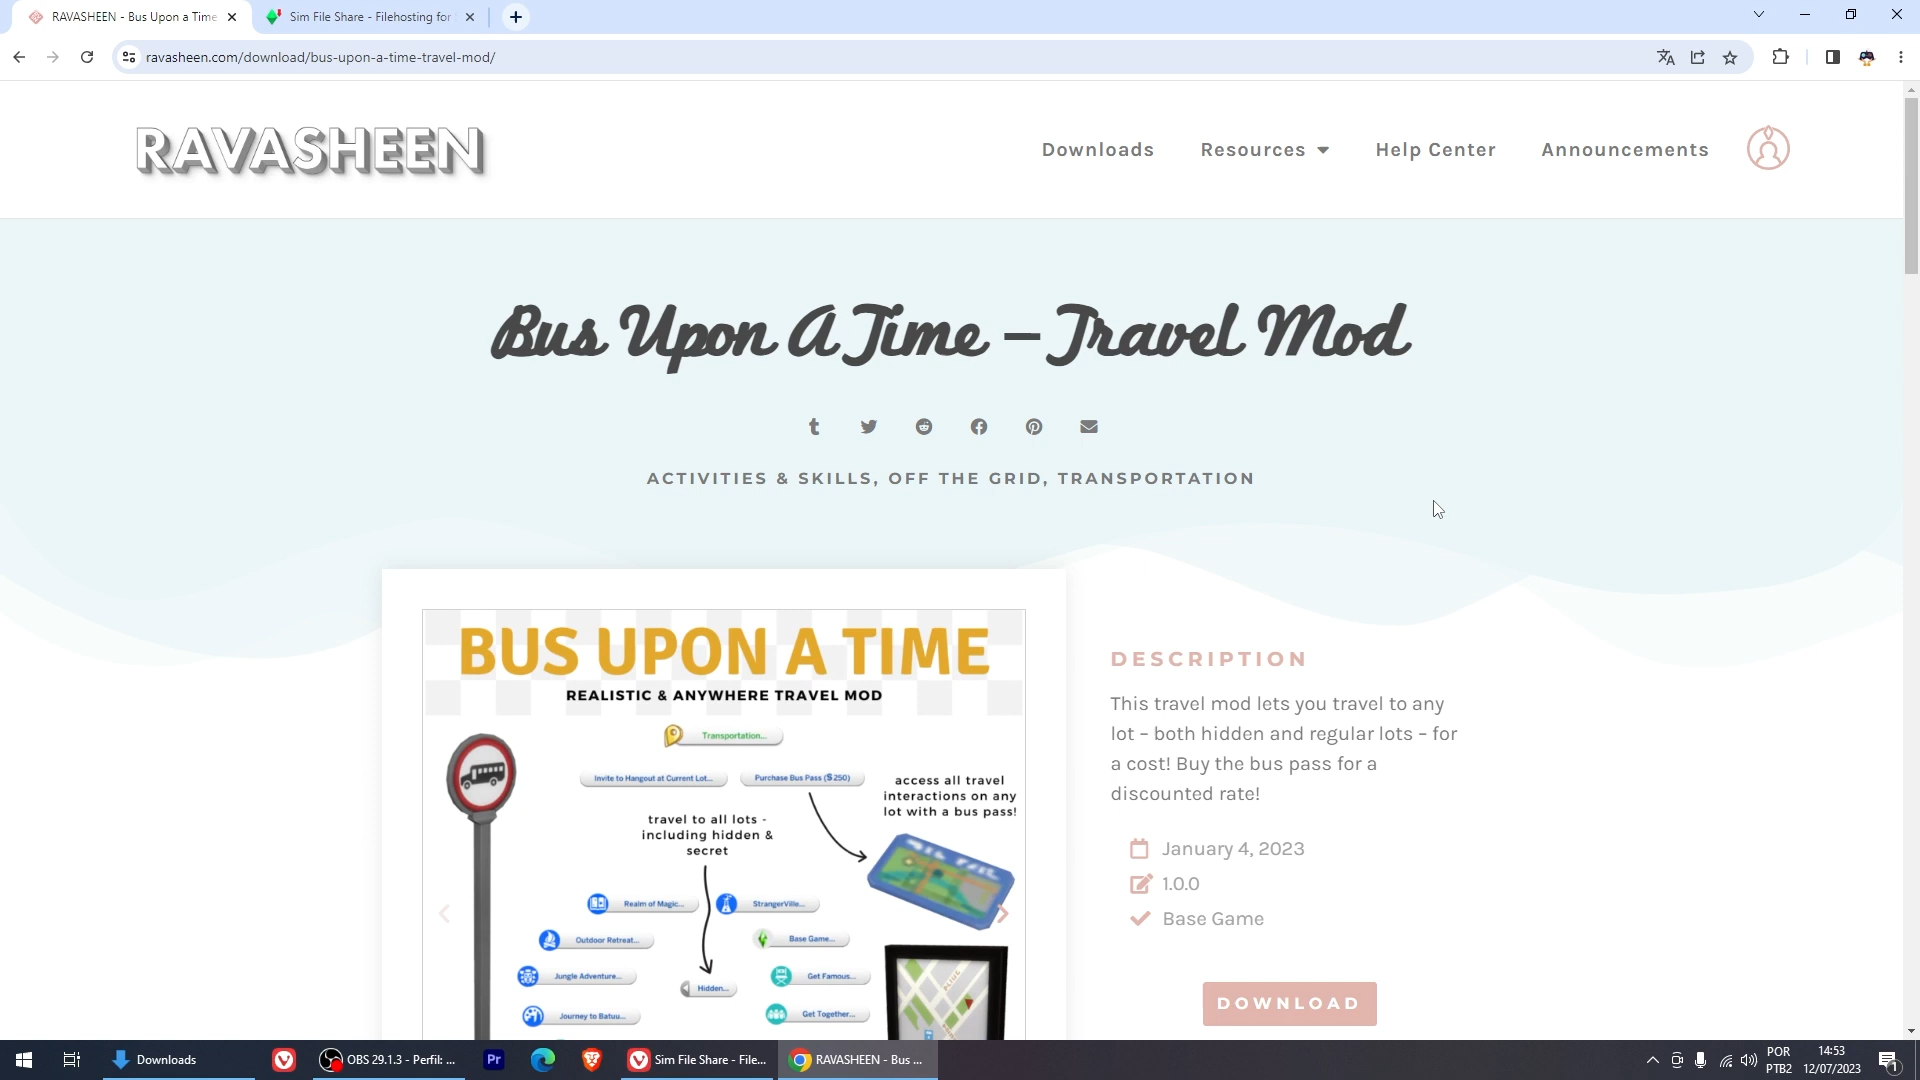 RAVASHEEN - Bus Upon a Time
Sim File Share - Filehosting for
ravasheen.com/download/bus-upon-a-time-travel-mod/
RAVASHEEN
Downloads
Resources
Help Center
Announcements
Bus Upon A Time – Travel Mod
ACTIVITIES & SKILLS, OFF THE GRID, TRANSPORTATION
BUS UPON A TIME
REALISTIC & ANYWHERE TRAVEL MOD
Transportation...
Invite to Hangout at Current Lot...
Purchase Bus Pass (§250)
access all travel
interactions on any
lot with a bus pass!
travel to all lots -
including hidden &
secret
Realm of Magic...
StrangerVille...
Outdoor Retreat...
Base Game...
Jungle Adventure...
Get Famous...
Hidden...
Journey to Batuu...
Get Together...
DESCRIPTION
This travel mod lets you travel to any
lot – both hidden and regular lots – for
a cost! Buy the bus pass for a
discounted rate!
January 4, 2023
1.0.0
Base Game
DOWNLOAD
Downloads
OBS 29.1.3 - Perfil: ...
Pr
Sim File Share - File...
RAVASHEEN - Bus ...
POR
PTB2
14:53
12/07/2023
1